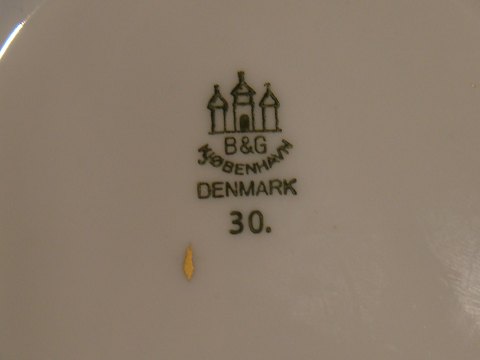 B&G
KJØBENHAVN
DENMARK
30.